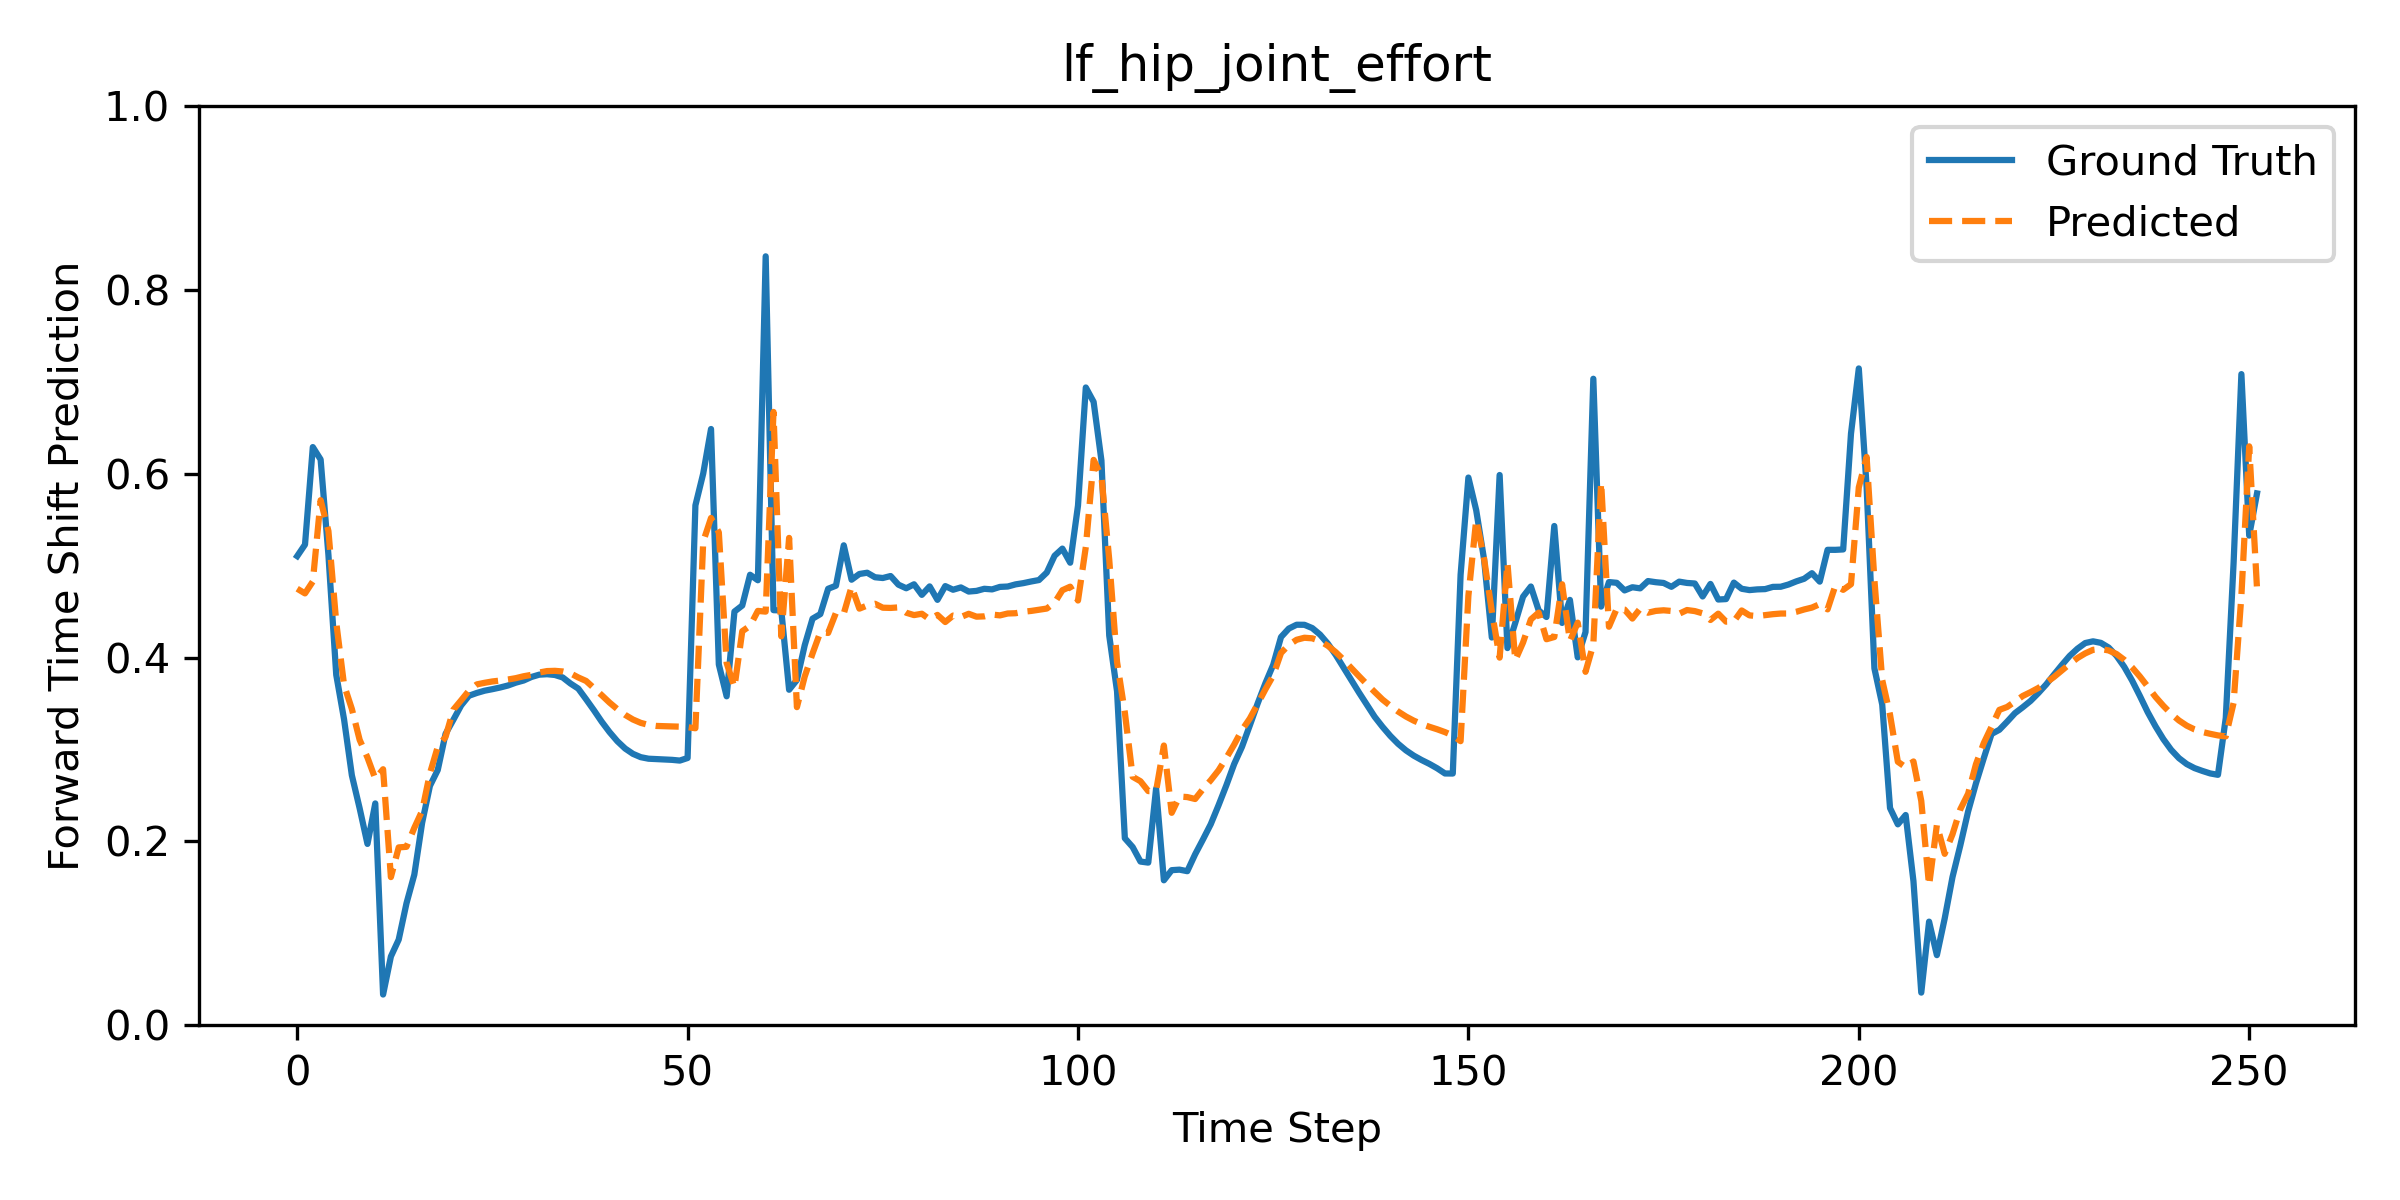 lf_hip_joint_effort
1.0
0.8
0.6
0.4
0.2
0.0
Forward Time Shift Prediction
Ground Truth
Predicted
0 50 100 150 200 250
Time Step